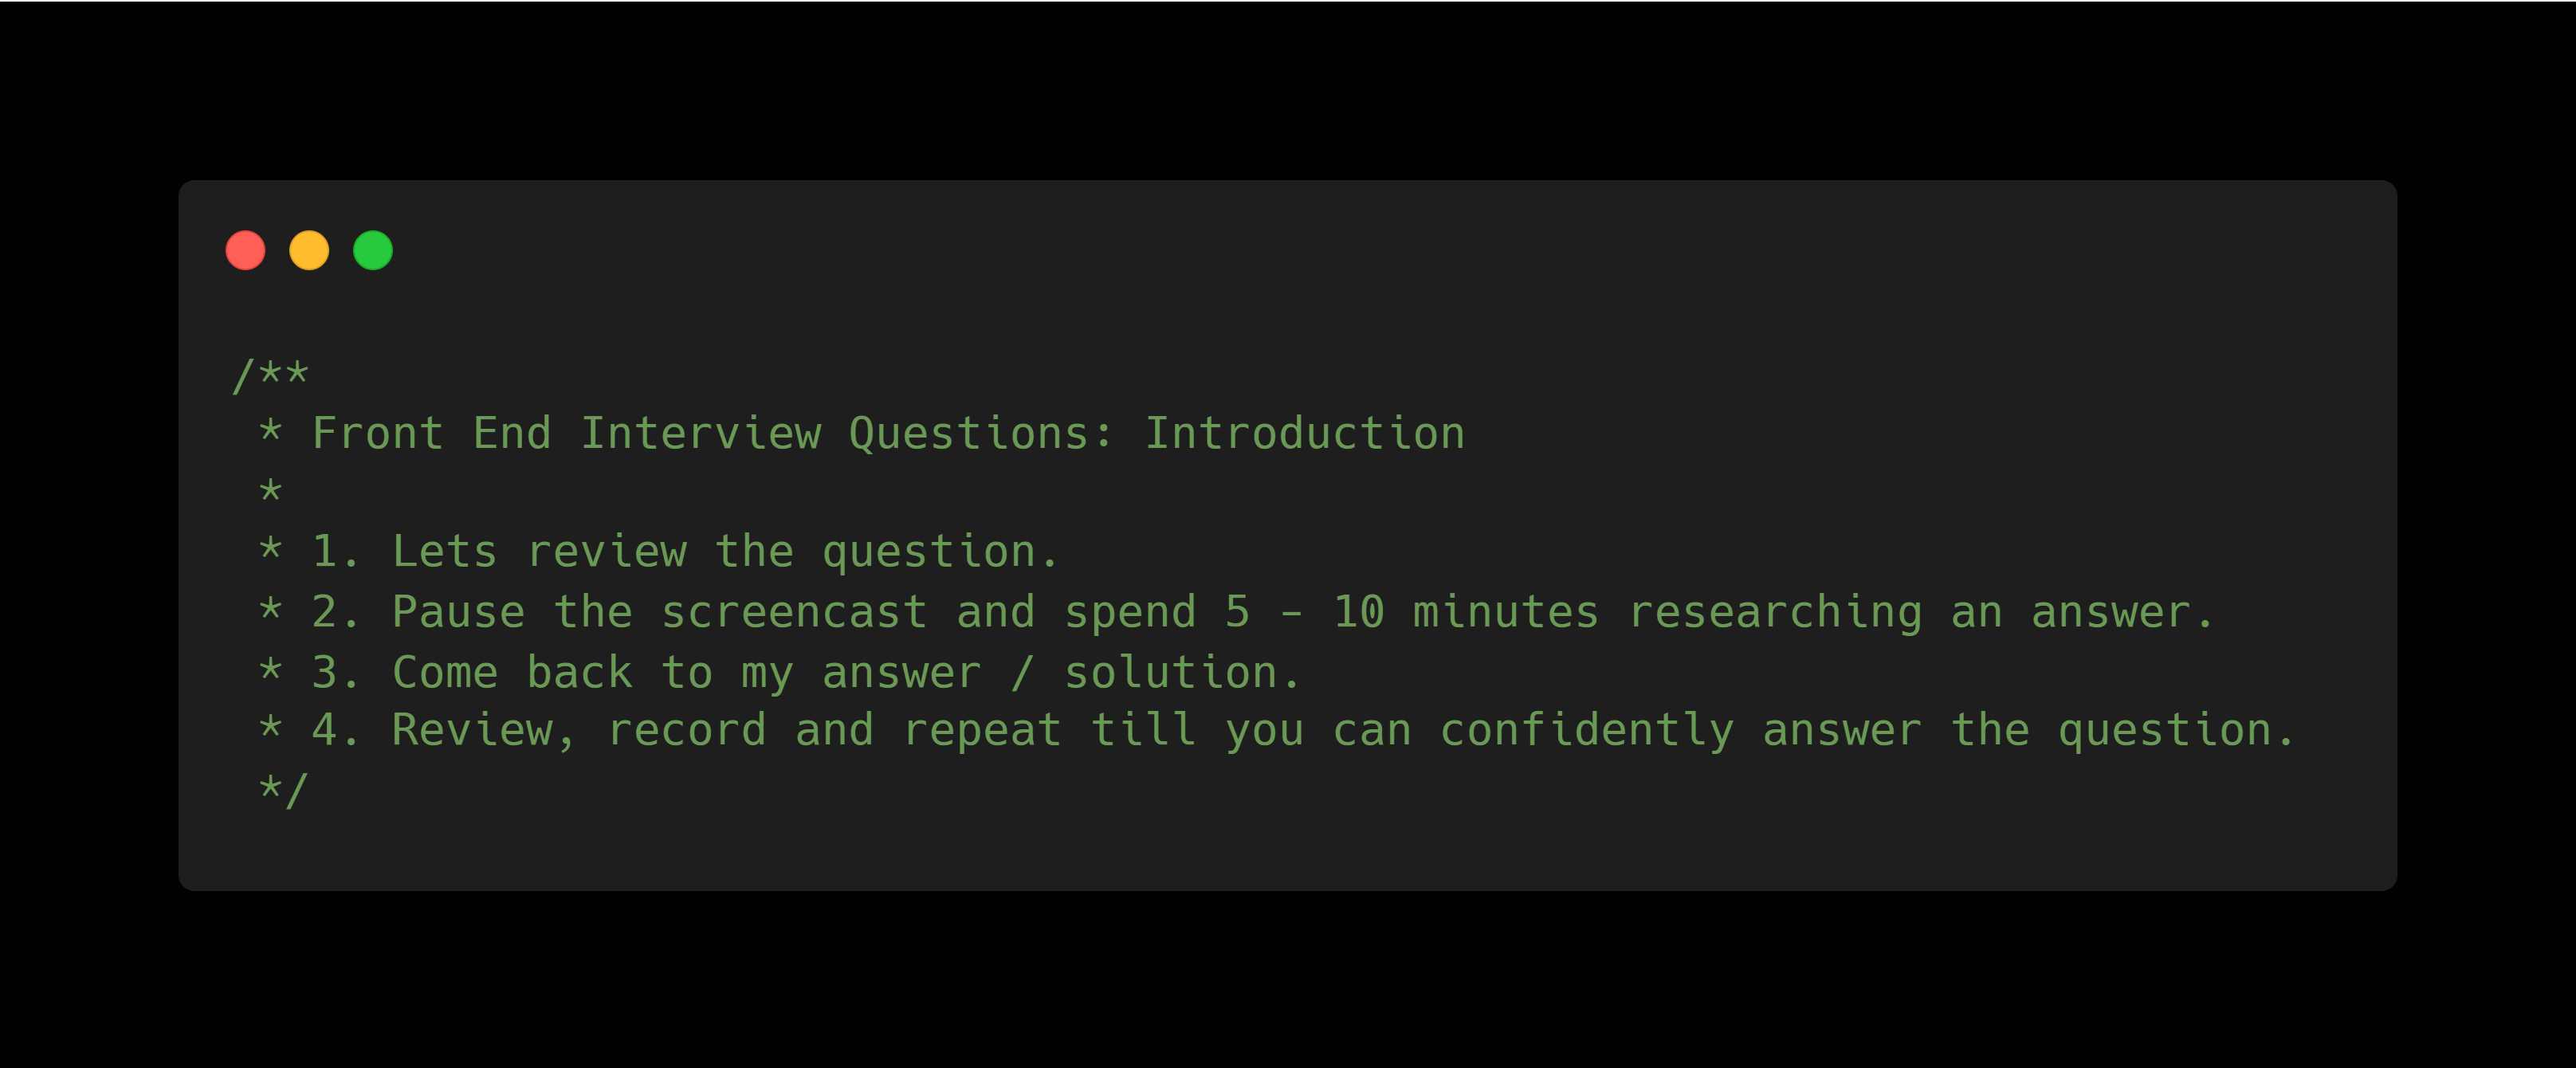 /**
 * Front End Interview Questions: Introduction
 *
 * 1. Lets review the question.
 * 2. Pause the screencast and spend 5 - 10 minutes researching an answer.
 * 3. Come back to my answer / solution.
 * 4. Review, record and repeat till you can confidently answer the question.
 */